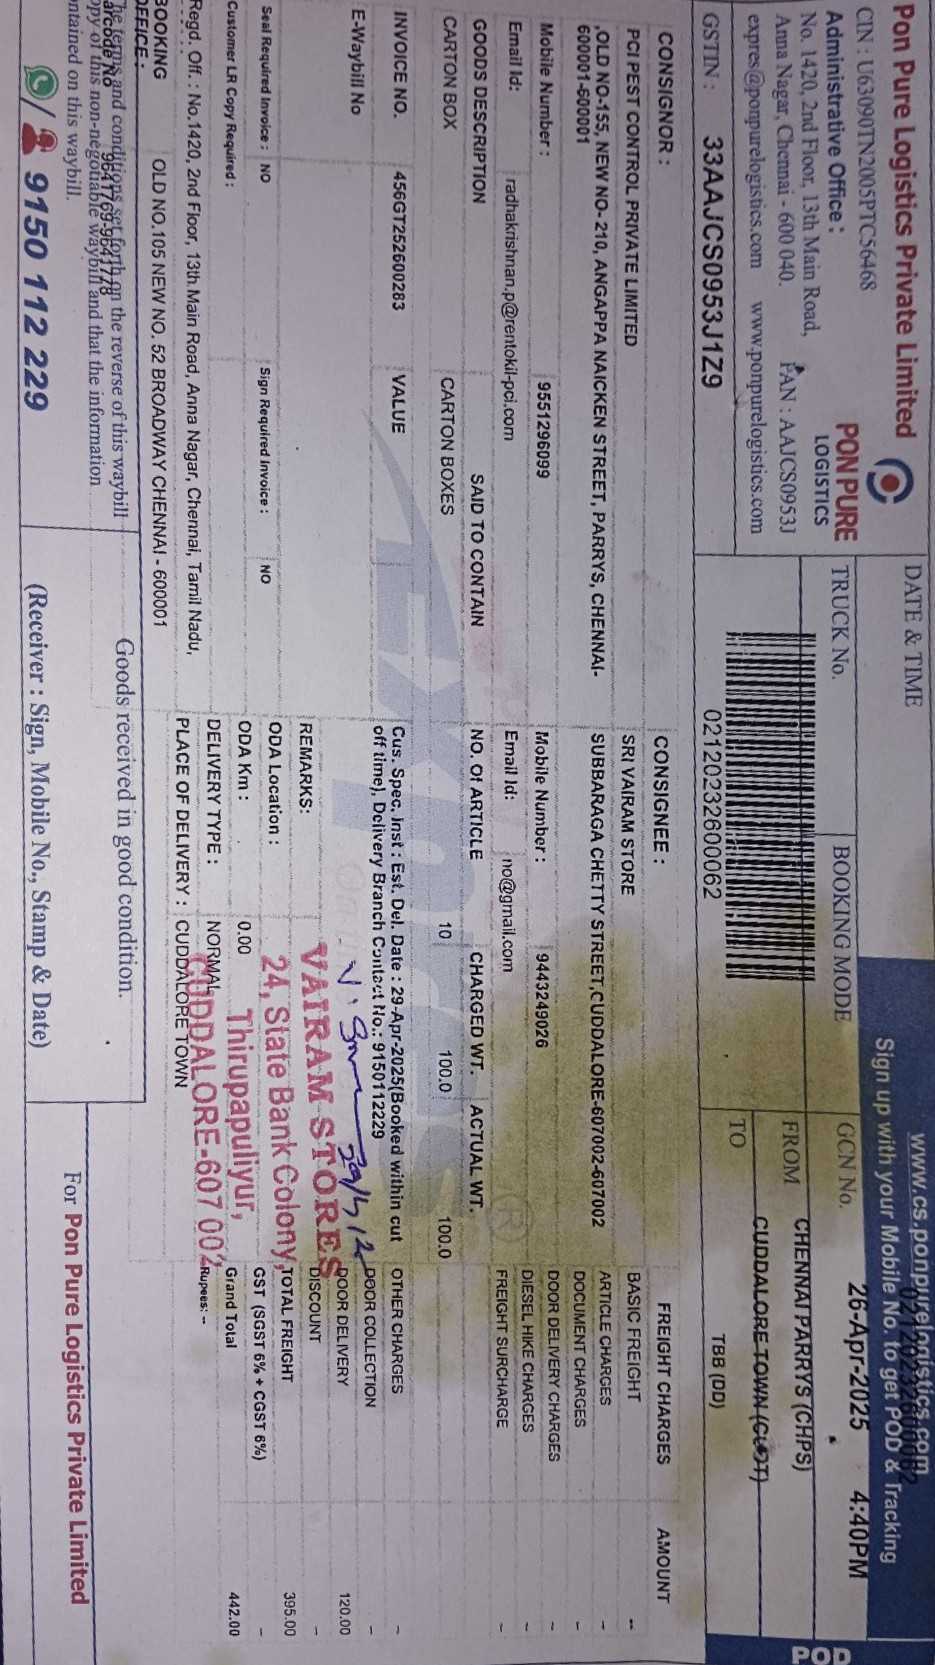 Pon Pure Logistics Private Limited
CIN : U63090TN2005PTC56468
Administrative Office :
No. 1420, 2nd Floor, 13th Main Road,
Anna Nagar, Chennai - 600 040.
PAN : AAJCS0953J
expres@ponpurelogistics.com www.ponpurelogistics.com
PON PURE
LOGISTICS
GSTIN : 33AAJCS0953J1Z9
DATE & TIME
www.cs.ponpurelogistics.com
Sign up with your Mobile No. to get POD & Tracking
POD
26-Apr-2025 4:40PM
TRUCK No.
BOOKING MODE
GCN No.
02120232600062
FROM CHENNAI PARRYS (CHPS)
TO CUDDALORE TOWN
TBB (DD)
CONSIGNOR :
PCI PEST CONTROL PRIVATE LIMITED
,OLD NO-155, NEW NO- 210, ANGAPPA NAICKEN STREET, PARRYS, CHENNAI-
600001-600001
Mobile Number : 9551296099
Email Id: radhakrishnan.p@rentokil-pci.com
CONSIGNEE :
SRI VAIRAM STORE
SUBBARAGA CHETTY STREET,CUDDALORE-607002-607002
Mobile Number : 9443249026
Email Id: no@gmail.com
GOODS DESCRIPTION SAID TO CONTAIN NO. Of ARTICLE CHARGED WT. ACTUAL WT.
CARTON BOX CARTON BOXES 10 100.0 100.0
INVOICE NO. 456GT252600283 VALUE
E-Waybill No
Cus. Spec. Inst : Est. Del. Date : 29-Apr-2025(Booked within cut
off time), Delivery Branch Contact No.: 9150112229
REMARKS:
Seal Required Invoice : NO Sign Required Invoice : NO
Customer LR Copy Required :
ODA Location :
ODA Km : 0.00
DELIVERY TYPE : NORMAL
PLACE OF DELIVERY : CUDDALORE TOWN
VAIRAM STORES
24, State Bank Colony,
Thirupapuliyur,
CUDDALORE-607 002
FREIGHT CHARGES AMOUNT
BASIC FREIGHT --
ARTICLE CHARGES --
DOCUMENT CHARGES --
DOOR DELIVERY CHARGES --
DIESEL HIKE CHARGES --
FREIGHT SURCHARGE --
OTHER CHARGES --
DOOR COLLECTION --
DOOR DELIVERY 120.00
DISCOUNT --
TOTAL FREIGHT 395.00
GST (SGST 6% + CGST 6%) --
Grand Total 442.00
Rupees: --
Regd. Off. : No.1420, 2nd Floor, 13th Main Road, Anna Nagar, Chennai, Tamil Nadu,
BOOKING OFFICE : OLD NO.105 NEW NO. 52 BROADWAY CHENNAI - 600001
The terms and conditions set forth on the reverse of this waybill
arcode No 9641769-9641778
opy of this non-negotiable waybill and that the information
ontained on this waybill.
9150 112 229
Goods received in good condition.
(Receiver : Sign, Mobile No., Stamp & Date)
For Pon Pure Logistics Private Limited